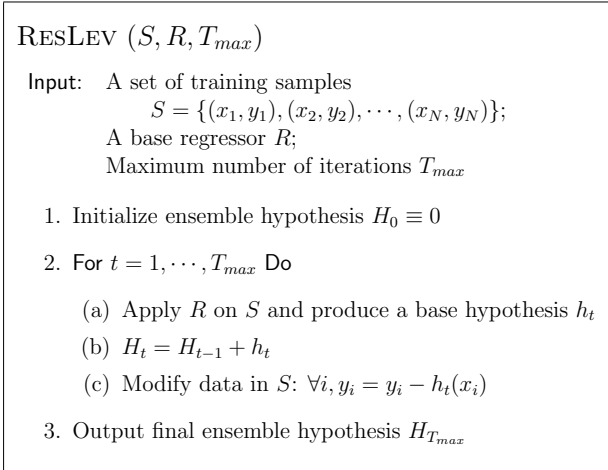 RESLEV (S, R, T_max)
Input: A set of training samples
S = {(x_1, y_1), (x_2, y_2), ⋯, (x_N, y_N)};
A base regressor R;
Maximum number of iterations T_max
1. Initialize ensemble hypothesis H_0 ≡ 0
2. For t = 1, ⋯, T_max Do
(a) Apply R on S and produce a base hypothesis h_t
(b) H_t = H_{t−1} + h_t
(c) Modify data in S: ∀i, y_i = y_i − h_t(x_i)
3. Output final ensemble hypothesis H_{T_max}